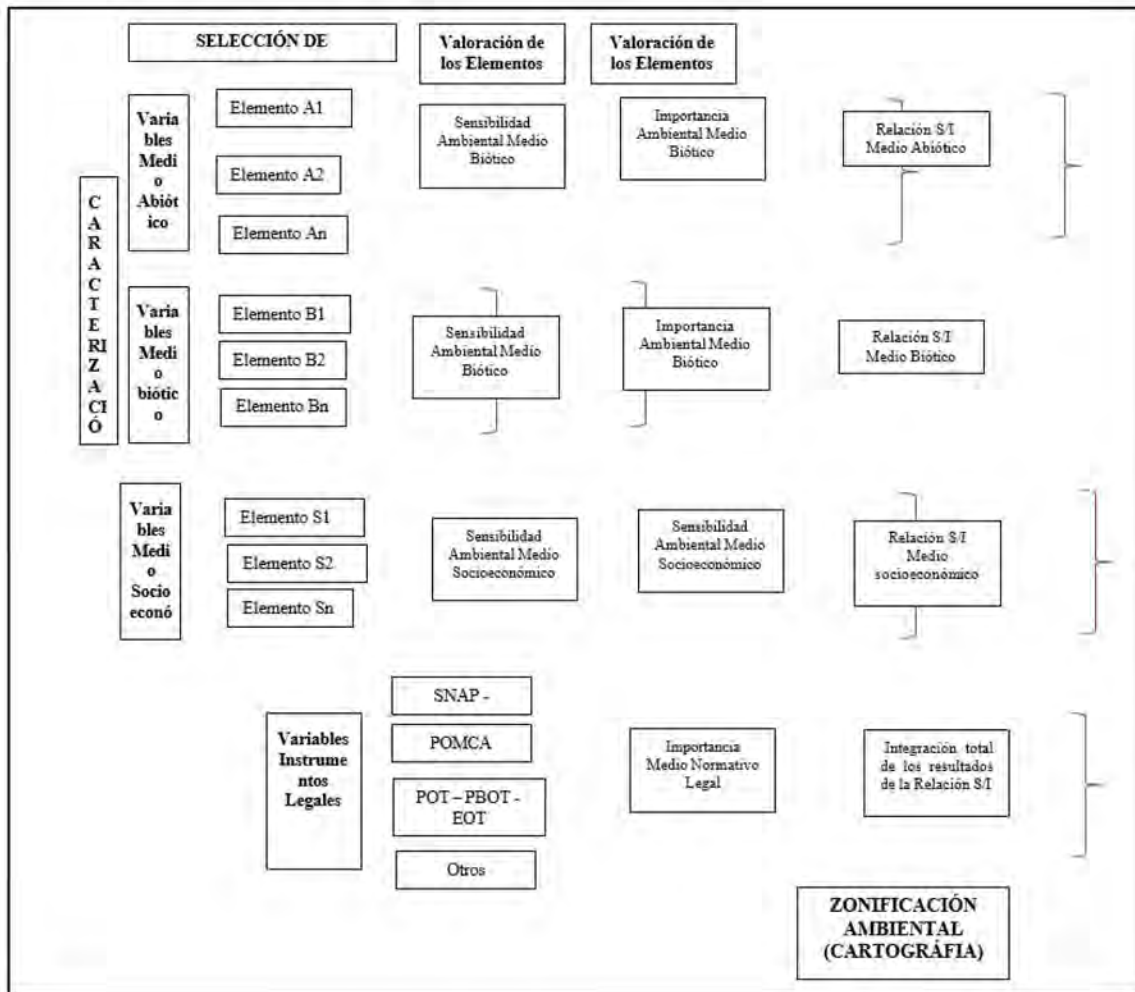 SELECCIÓN DE
Valoración de
los Elementos
Valoración de
los Elementos
C
A
R
A
C
T
E
RI
Z
A
CI
Ó
Varia
bles
Medi
o
Abiót
ico
Elemento A1
Elemento A2
Elemento An
Sensibilidad
Ambiental Medio
Biótico
Importancia
Ambiental Medio
Biótico
Relación S/I
Medio Abiótico
Varia
bles
Medi
o
biótic
o
Elemento B1
Elemento B2
Elemento Bn
Sensibilidad
Ambiental Medio
Biótico
Importancia
Ambiental Medio
Biótico
Relación S/I
Medio Biótico
Varia
bles
Medi
o
Socio
econó
Elemento S1
Elemento S2
Elemento Sn
Sensibilidad
Ambiental Medio
Socioeconómico
Sensibilidad
Ambiental Medio
Socioeconómico
Relación S/I
Medio
socioeconómico
Variables
Instrume
ntos
Legales
SNAP -
POMCA
POT – PBOT -
EOT
Otros
Importancia
Medio Normativo
Legal
Integración total
de los resultados
de la Relación S/I
ZONIFICACIÓN
AMBIENTAL
(CARTOGRÁFIA)